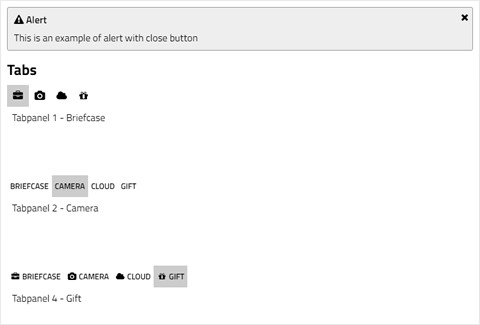 Alert
This is an example of alert with close button
Tabs
Tabpanel 1 - Briefcase
BRIEFCASE CAMERA CLOUD GIFT
Tabpanel 2 - Camera
BRIEFCASE CAMERA CLOUD GIFT
Tabpanel 4 - Gift